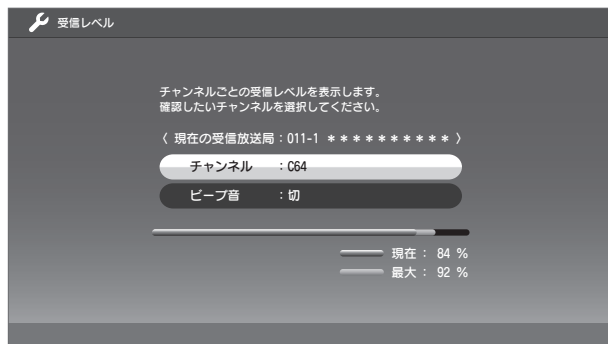 受信レベル
チャンネルごとの受信レベルを表示します。
確認したいチャンネルを選択してください。
〈 現在の受信放送局：011-1 ＊＊＊＊＊＊＊＊＊＊ 〉
チャンネル ：C64
ビープ音 ：切
現在： 84 %
最大： 92 %